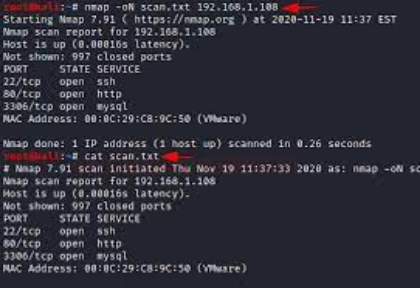 root@kali:~# nmap -oN scan.txt 192.168.1.108
Starting Nmap 7.91 ( https://nmap.org ) at 2020-11-19 11:37 EST
Nmap scan report for 192.168.1.108
Host is up (0.00016s latency).
Not shown: 997 closed ports
PORT     STATE SERVICE
22/tcp   open  ssh
80/tcp   open  http
3306/tcp open  mysql
MAC Address: 00:0C:29:C8:9C:50 (VMware)
Nmap done: 1 IP address (1 host up) scanned in 0.26 seconds
root@kali:~# cat scan.txt
# Nmap 7.91 scan initiated Thu Nov 19 11:37:33 2020 as: nmap -oN sc
Nmap scan report for 192.168.1.108
Host is up (0.00016s latency).
Not shown: 997 closed ports
PORT     STATE SERVICE
22/tcp   open  ssh
80/tcp   open  http
3306/tcp open  mysql
MAC Address: 00:0C:29:C8:9C:50 (VMware)